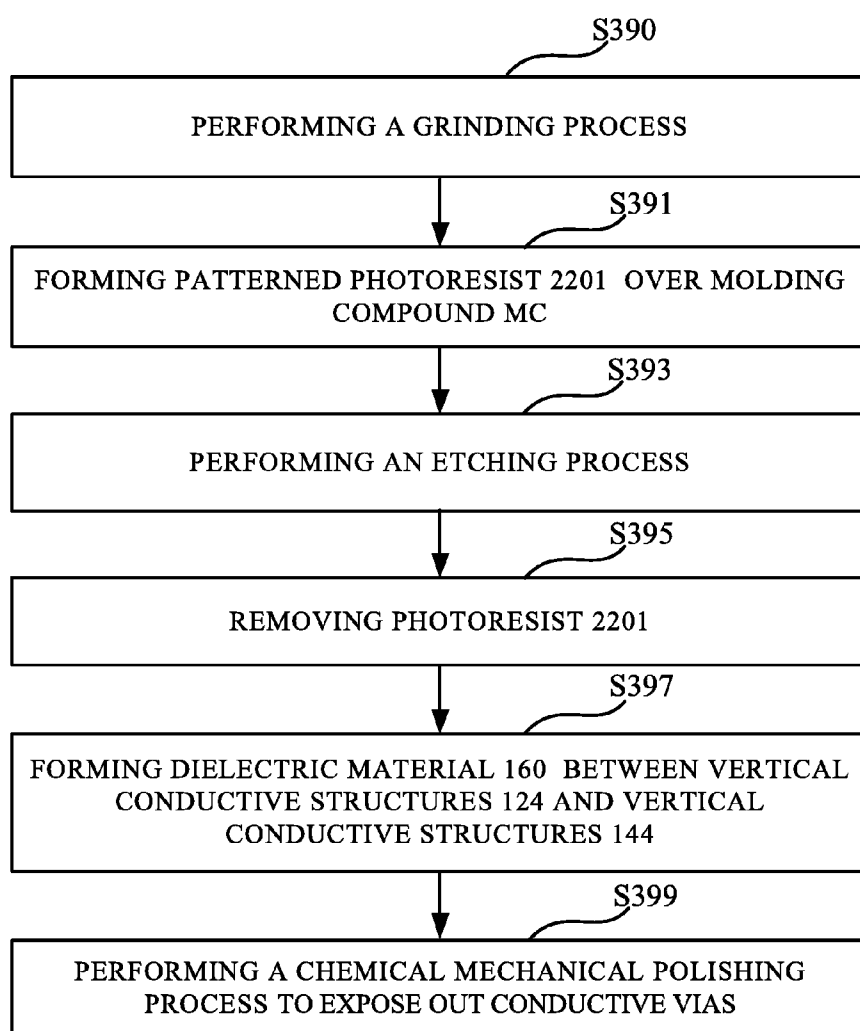 S390
PERFORMING A GRINDING PROCESS
S391
FORMING PATTERNED PHOTORESIST 2201 OVER MOLDING
COMPOUND MC
S393
PERFORMING AN ETCHING PROCESS
S395
REMOVING PHOTORESIST 2201
S397
FORMING DIELECTRIC MATERIAL 160 BETWEEN VERTICAL
CONDUCTIVE STRUCTURES 124 AND VERTICAL
CONDUCTIVE STRUCTURES 144
S399
PERFORMING A CHEMICAL MECHANICAL POLISHING
PROCESS TO EXPOSE OUT CONDUCTIVE VIAS